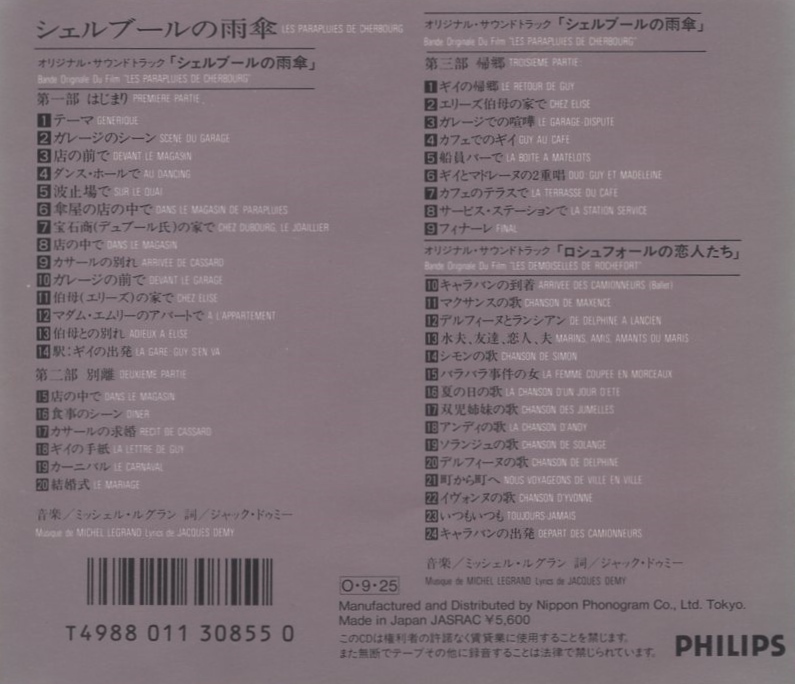 シェルブールの雨傘 LES PARAPLUIES DE CHERBOURG
オリジナル・サウンドトラック「シェルブールの雨傘」
Bande Originale Du Film "LES PARAPLUIES DE CHERBOURG"
第一部 はじまり PREMIERE PARTIE
1 テーマ GENERIQUE
2 ガレージのシーン SCENE DU GARAGE
3 店の前で DEVANT LE MAGASIN
4 ダンス・ホールで AU DANCING
5 波止場で SUR LE QUAI
6 傘屋の店の中で DANS LE MAGASIN DE PARAPLUIES
7 宝石商(デュブール氏)の家で CHEZ DUBOURG, LE JOAILLIER
8 店の中で DANS LE MAGASIN
9 カサールの別れ ARRIVEE DE CASSARD
10 ガレージの前で DEVANT LE GARAGE
11 伯母(エリーズ)の家で CHEZ ELISE
12 マダム・エムリーのアパートで A L'APPARTEMENT
13 伯母との別れ ADIEUX A ELISE
14 駅:ギイの出発 LA GARE: GUY S'EN VA
第二部 別離 DEUXIEME PARTIE
15 店の中で DANS LE MAGASIN
16 食事のシーン DINER
17 カサールの求婚 RECIT DE CASSARD
18 ギイの手紙 LA LETTRE DE GUY
19 カーニバル LE CARNAVAL
20 結婚式 LE MARIAGE
音楽/ミッシェル・ルグラン 詞/ジャック・ドゥミー
Musique de MICHEL LEGRAND Lyrics de JACQUES DEMY
T4988 011 30855 0
オリジナル・サウンドトラック「シェルブールの雨傘」
Bande Originale Du Film "LES PARAPLUIES DE CHERBOURG"
第三部 帰郷 TROISIEME PARTIE
1 ギイの帰郷 LE RETOUR DE GUY
2 エリーズ伯母の家で CHEZ ELISE
3 ガレージでの喧嘩 LE GARAGE-DISPUTE
4 カフェでのギイ GUY AU CAFE
5 船員バーで LA BOITE A MATELOTS
6 ギイとマドレーヌの2重唱 DUO: GUY ET MADELEINE
7 カフェのテラスで LA TERRASSE DU CAFE
8 サービス・ステーションで LA STATION SERVICE
9 フィナーレ FINAL
オリジナル・サウンドトラック「ロシュフォールの恋人たち」
Bande Originale Du Film "LES DEMOISELLES DE ROCHEFORT"
10 キャラバンの到着 ARRIVEE DES CAMIONNEURS (Ballet)
11 マクサンスの歌 CHANSON DE MAXENCE
12 デルフィーヌとランシアン DE DELPHINE A LANCIEN
13 水夫、友達、恋人、夫 MARINS, AMIS, AMANTS OU MARIS
14 シモンの歌 CHANSON DE SIMON
15 バラバラ事件の女 LA FEMME COUPEE EN MORCEAUX
16 夏の日の歌 LA CHANSON D'UN JOUR D'ETE
17 双児姉妹の歌 CHANSON DES JUMELLES
18 アンディの歌 LA CHANSON D'ANDY
19 ソランジュの歌 CHANSON DE SOLANGE
20 デルフィーヌの歌 CHANSON DE DELPHINE
21 町から町へ NOUS VOYAGEONS DE VILLE EN VILLE
22 イヴォンヌの歌 CHANSON D'YVONNE
23 いつもいつも TOUJOURS-JAMAIS
24 キャラバンの出発 DEPART DES CAMIONNEURS
音楽/ミッシェル・ルグラン 詞/ジャック・ドゥミー
Musique de MICHEL LEGRAND Lyrics de JACQUES DEMY
O・9・25
Manufactured and Distributed by Nippon Phonogram Co., Ltd. Tokyo.
Made in Japan JASRAC ¥5,600
このCDは権利者の許諾なく賃貸業に使用することを禁じます。
また無断でテープその他に録音することは法律で禁じられています。
PHILIPS